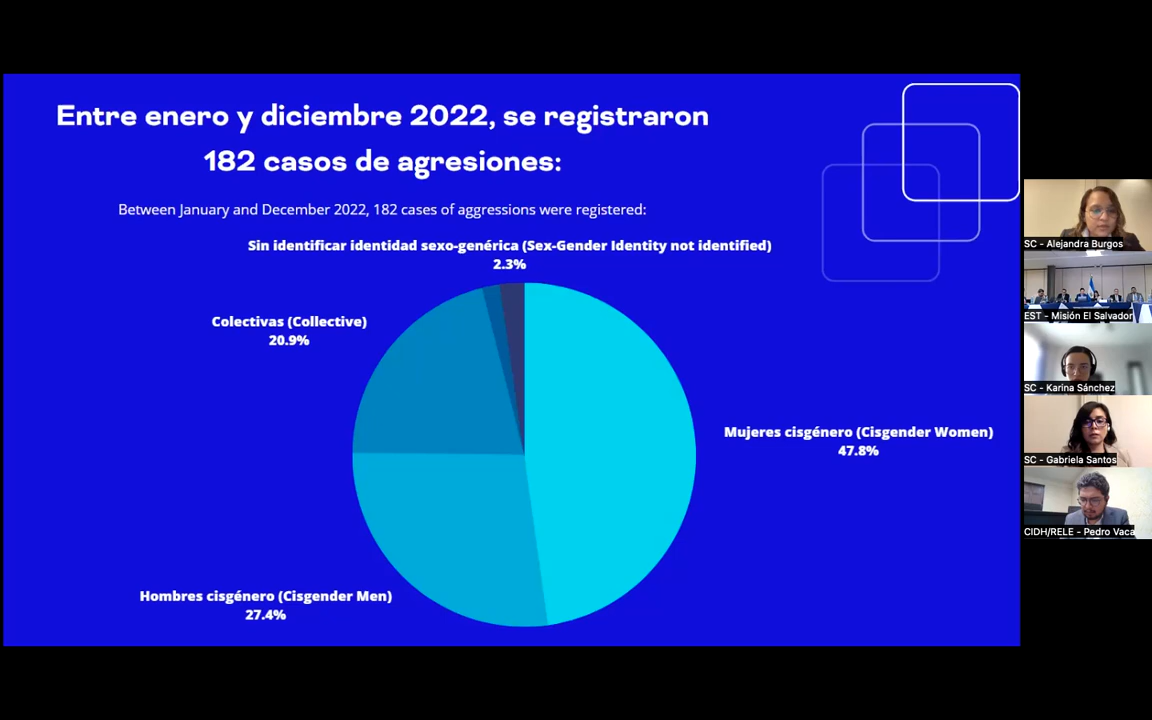 Entre enero y diciembre 2022, se registraron
182 casos de agresiones:
Between January and December 2022, 182 cases of aggressions were registered:
Sin identificar identidad sexo-genérica (Sex-Gender Identity not identified)
2.3%
Colectivas (Collective)
20.9%
Mujeres cisgénero (Cisgender Women)
47.8%
Hombres cisgénero (Cisgender Men)
27.4%
SC - Alejandra Burgos
EST - Misión El Salvador
SC - Karina Sánchez
SC - Gabriela Santos
CIDH/RELE - Pedro Vaca